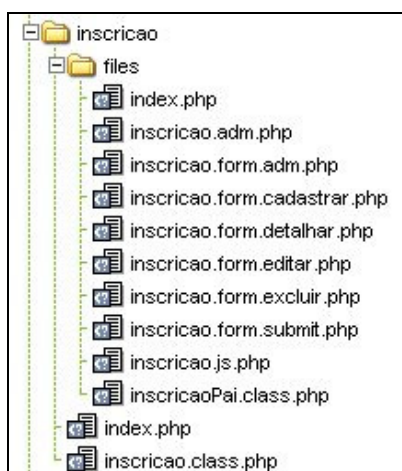 inscricao
files
index.php
inscricao.adm.php
inscricao.form.adm.php
inscricao.form.cadastrar.php
inscricao.form.detalhar.php
inscricao.form.editar.php
inscricao.form.excluir.php
inscricao.form.submit.php
inscricao.js.php
inscricaoPai.class.php
index.php
inscricao.class.php